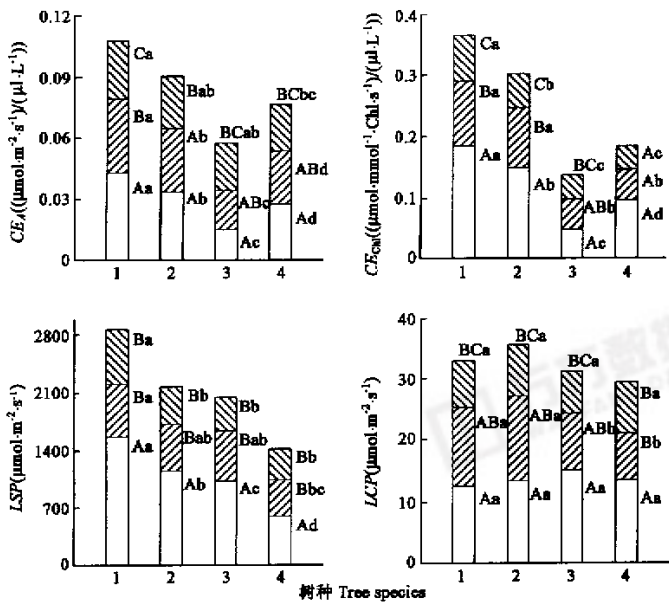 0.12
0.09
0.06
0.03
0
CE_A((μmol·m⁻²·s⁻¹)/(μl·L⁻¹))
Ca
Ba
Aa
Bab
Ab
Ab
BCab
ABc
Ac
BCbc
ABd
Ad
1 2 3 4
0.4
0.3
0.2
0.1
0
CE_Chl((μmol·mmol⁻¹·Chl·s⁻¹)/(μl·L⁻¹)
Ca
Ba
Aa
Cb
Ba
Ab
BCc
ABb
Ac
Ac
Ab
Ad
1 2 3 4
2800
2100
1400
700
0
LSP(μmol·m⁻²·s⁻¹)
Ba
Ba
Aa
Bb
Bab
Ab
Bb
Bab
Ac
Bb
Bbc
Ad
1 2 3 4
40
30
20
10
0
LCP(μmol·m⁻²·s⁻¹)
BCa
ABa
Aa
BCa
ABa
Aa
BCa
ABb
Aa
Ba
Bb
Aa
1 2 3 4
树种 Tree species